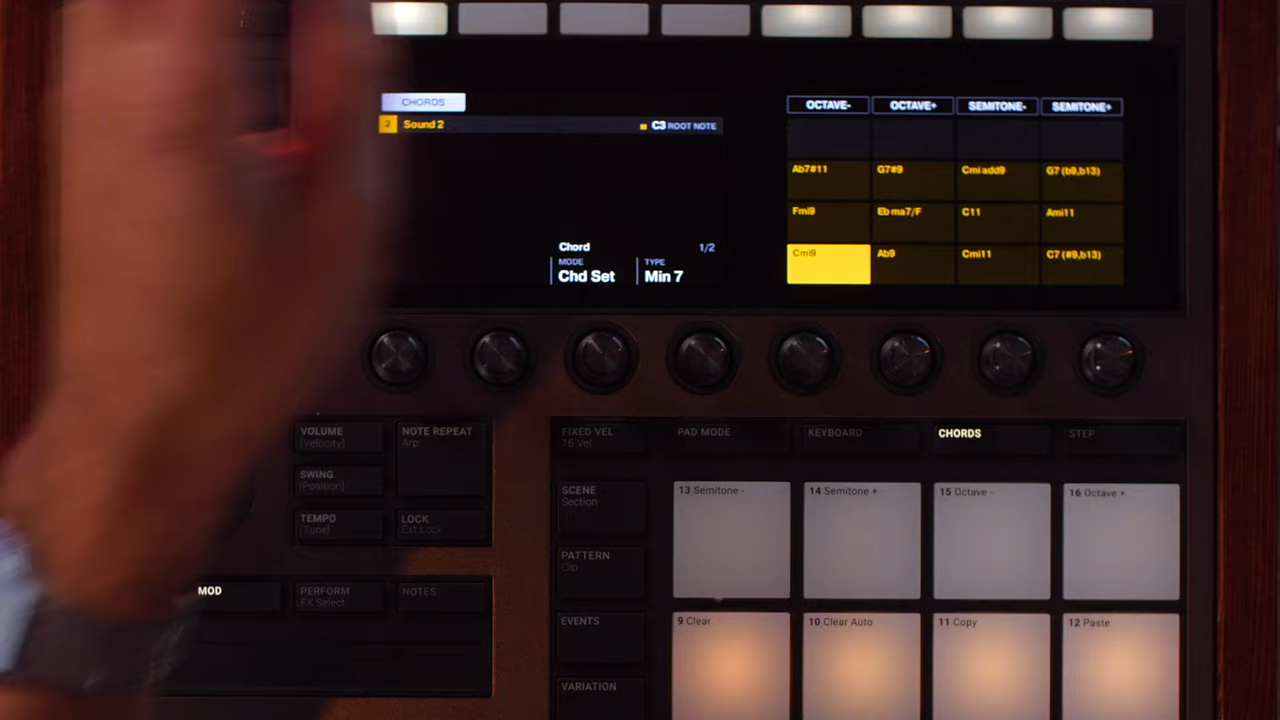 CHORDS
2 Sound 2 C3 ROOT NOTE
Chord 1/2
MODE TYPE
Chd Set Min 7
OCTAVE- OCTAVE+ SEMITONE- SEMITONE+
Ab7#11 G7#9 Cmi add9 G7 (b9,b13)
Fmi9 Eb ma7/F C11 Ami11
Cmi9 Ab9 Cmi11 C7 (#9,b13)
VOLUME NOTE REPEAT
[Velocity] Arp
SWING
[Position]
TEMPO LOCK
[Tune] Ext Lock
MOD PERFORM NOTES
FX Select
FIXED VEL PAD MODE KEYBOARD CHORDS STEP
16 Vel
SCENE
Section
PATTERN
Clip
EVENTS
VARIATION
13 Semitone - 14 Semitone + 15 Octave - 16 Octave +
9 Clear 10 Clear Auto 11 Copy 12 Paste